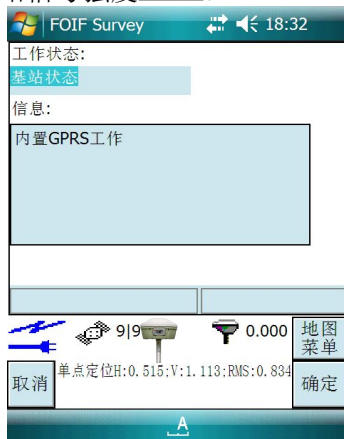 FOIF Survey 18:32
工作状态:
基站状态
信息:
内置GPRS工作
9|9 0.000 地图
菜单
取消 单点定位H:0.515;V:1.113;RMS:0.834 确定
A